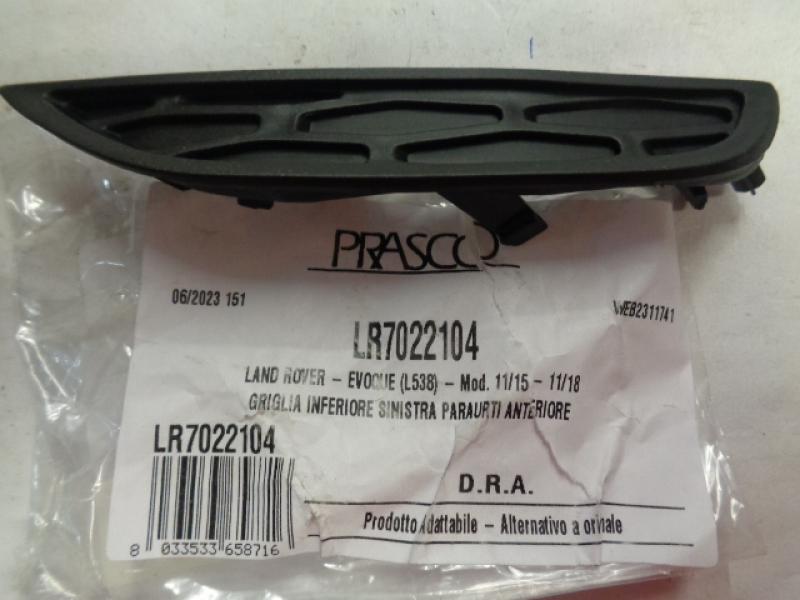 PRASCO
06/2023 151
WEB2311741
LR7022104
LAND ROVER - EVOQUE (L538) - Mod. 11/15 - 11/18
GRIGLIA INFERIORE SINISTRA PARAURTI ANTERIORE
LR7022104
D.R.A.
Prodotto Adattabile - Alternativo a originale
8 033533 658716